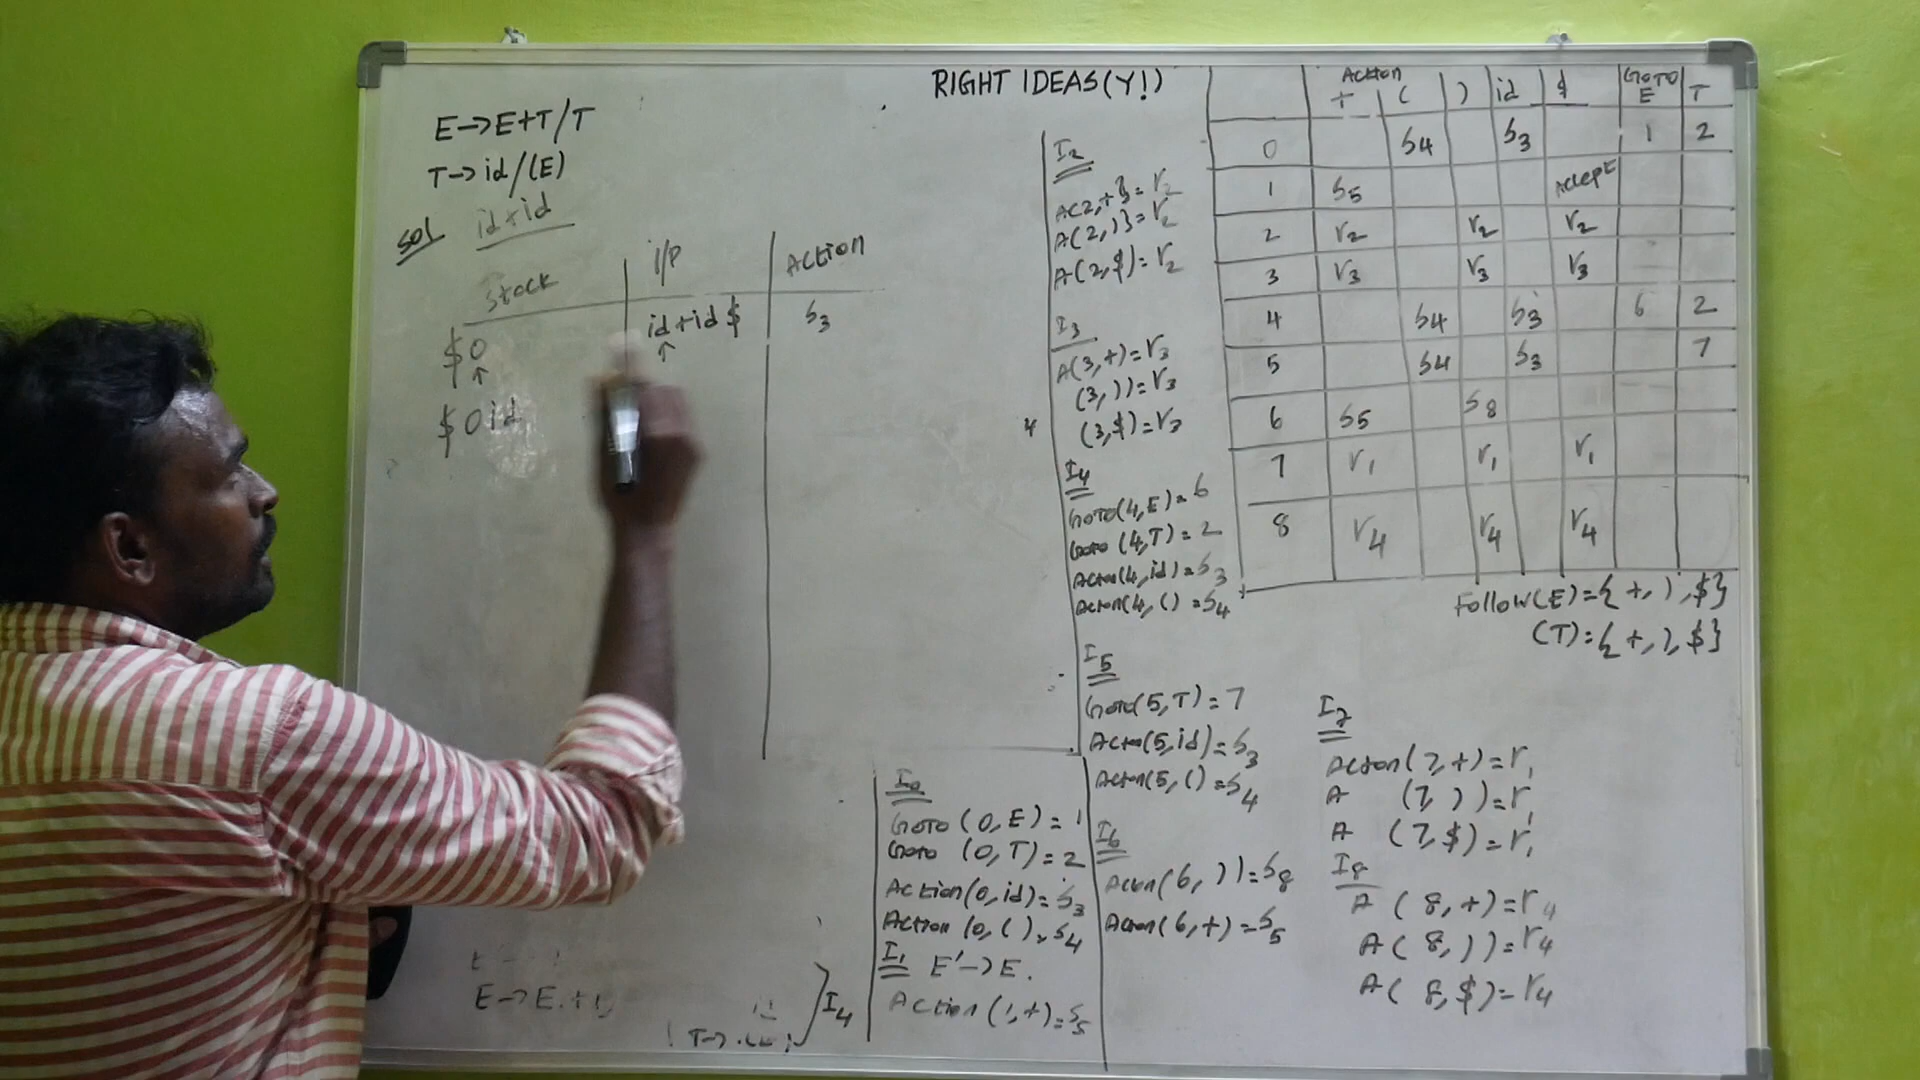 RIGHT IDEAS(Y!)
E->E+T/T
T->id/(E)
sol id+id
Stack I/P Action
$0 id+id$ S3
↑ ↑
$0id
I2
A(2,+)=r2
A(2,)}=r2
A(2,$)=r2
I3
A(3,+)=r3
(3,))=r3
(3,$)=r3
4
I4
Goto(4,E)=6
Goto (4,T)=2
Action(4,id)=S3
Action(4,()=S4
I5
Goto(5,T)=7
Action(5,id)=S3
Action(5,()=S4
I6
Action(6,))=S8
Action(6,+)=S5
I0
Goto (0,E)=1
Goto (0,T)=2
Action(0,id)=S3
Action (0,()=S4
I1 E'->E.
Action (1,+)=S5
E->E.+
T-> I4
Action GOTO
+ ( ) id $ E T
0 S4 S3 1 2
1 S5 Accept
2 r2 r2 r2
3 r3 r3 r3
4 S4 S3 6 2
5 S4 S3 7
6 S5 S8
7 r1 r1 r1
8 r4 r4 r4
Follow(E)={+,),$}
(T)={+,),$}
I7
Action(7,+)=r1
A (7,))=r1
A (7,$)=r1
I8
A (8,+)=r4
A(8,))=r4
A(8,$)=r4